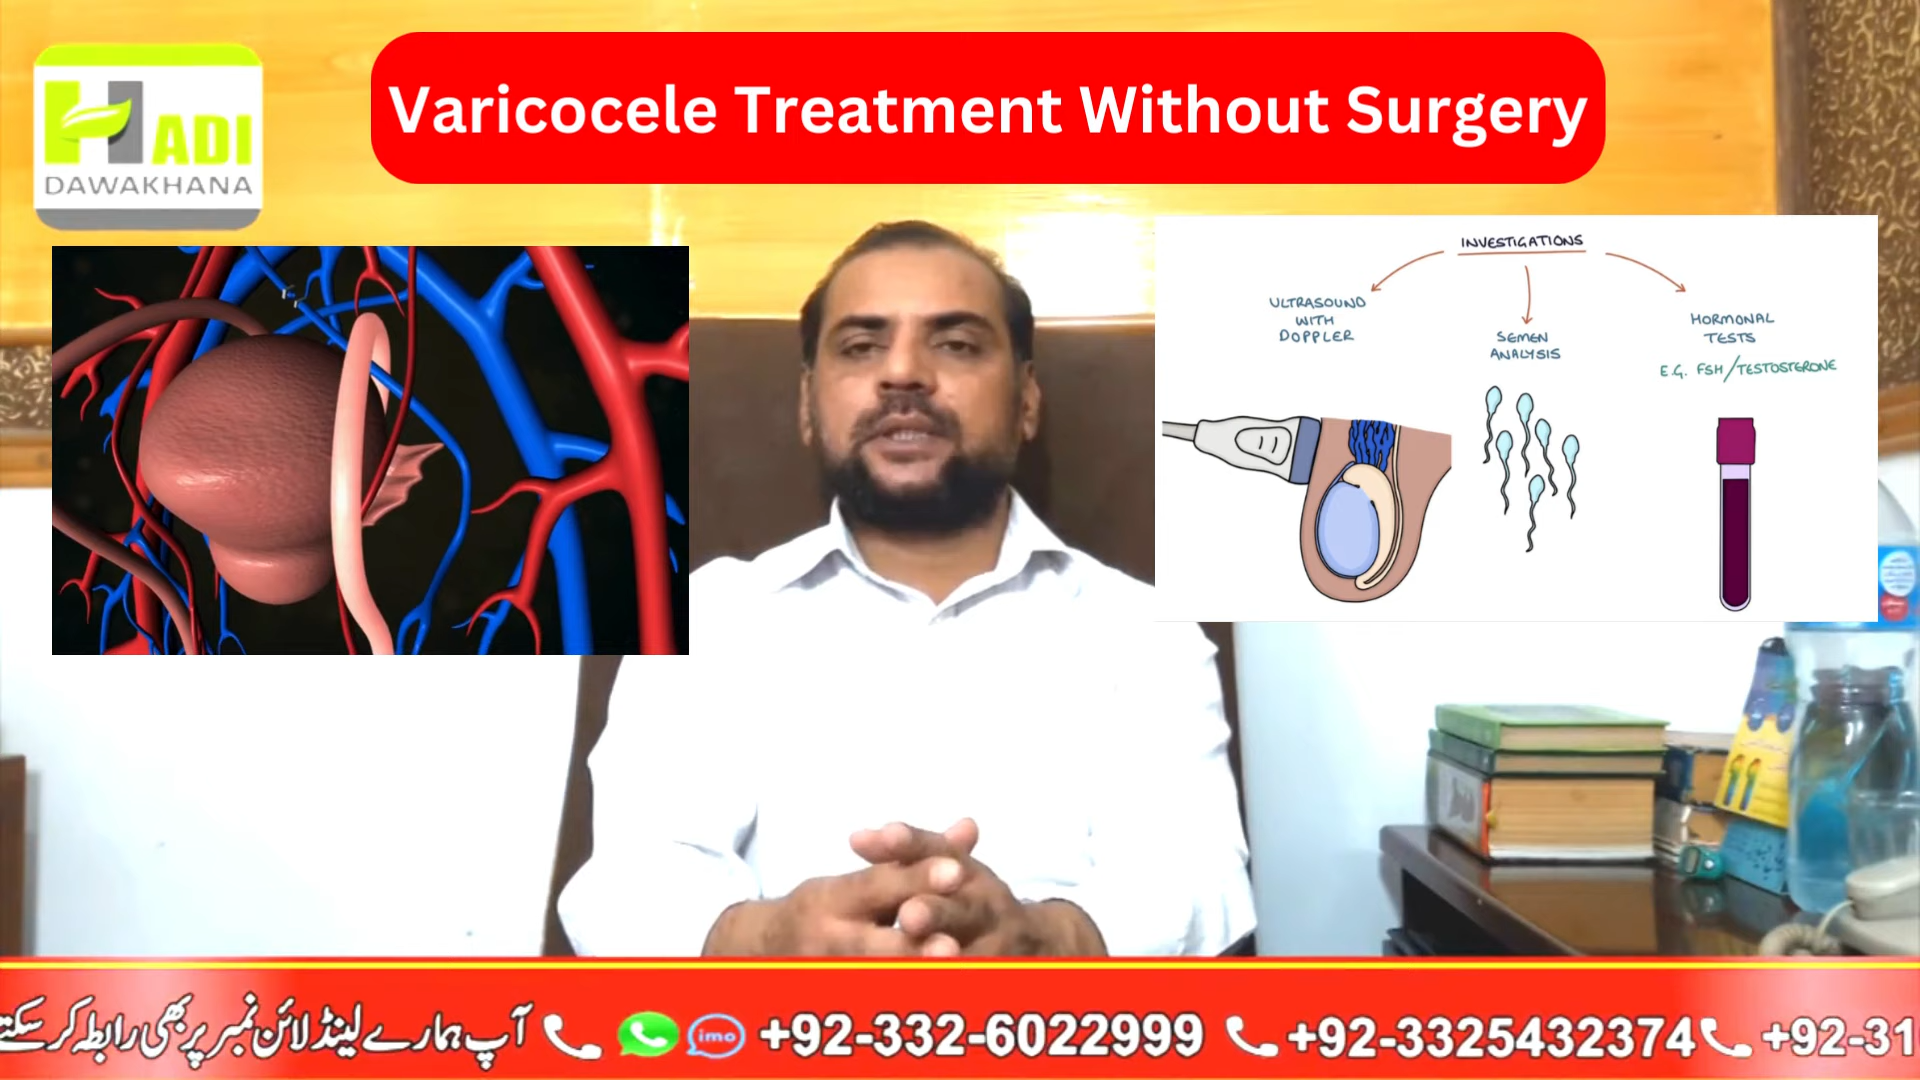 Varicocele Treatment Without Surgery
HADI
DAWAKHANA
INVESTIGATIONS
ULTRASOUND
WITH
DOPPLER
SEMEN
ANALYSIS
HORMONAL
TESTS
E.G. FSH/TESTOSTERONE
آپ ہمارے لینڈ لائن نمبر پر بھی رابطہ کر سکتے
imo +92-332-6022999 +92-3325432374 +92-31